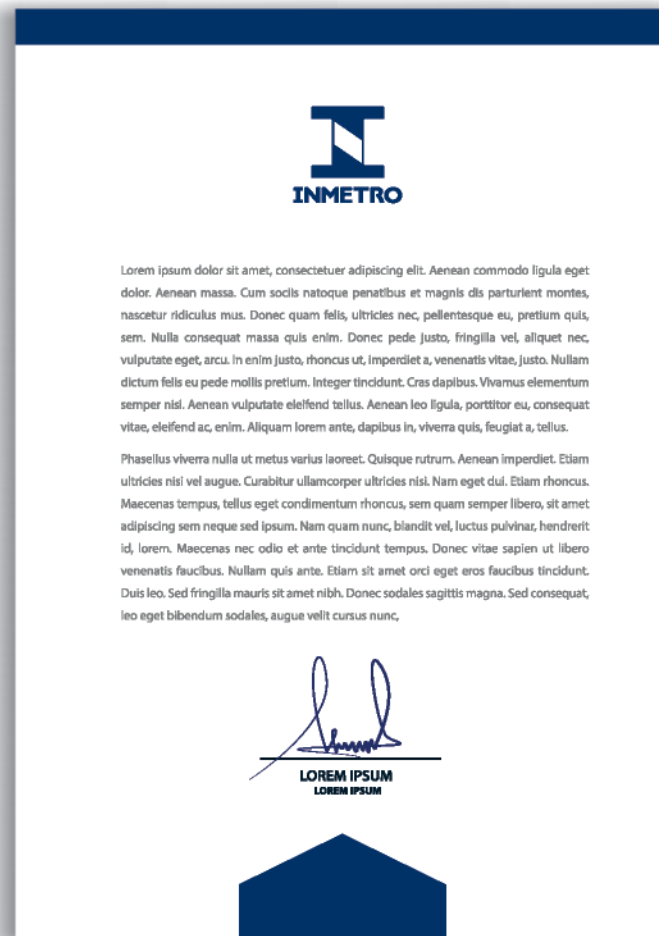 INMETRO
Lorem ipsum dolor sit amet, consectetuer adipiscing elit. Aenean commodo ligula eget
dolor. Aenean massa. Cum sociis natoque penatibus et magnis dis parturient montes,
nascetur ridiculus mus. Donec quam felis, ultricies nec, pellentesque eu, pretium quis,
sem. Nulla consequat massa quis enim. Donec pede justo, fringilla vel, aliquet nec,
vulputate eget, arcu. In enim justo, rhoncus ut, imperdiet a, venenatis vitae, justo. Nullam
dictum felis eu pede mollis pretium. Integer tincidunt. Cras dapibus. Vivamus elementum
semper nisi. Aenean vulputate eleifend tellus. Aenean leo ligula, porttitor eu, consequat
vitae, eleifend ac, enim. Aliquam lorem ante, dapibus in, viverra quis, feugiat a, tellus.
Phasellus viverra nulla ut metus varius laoreet. Quisque rutrum. Aenean imperdiet. Etiam
ultricies nisi vel augue. Curabitur ullamcorper ultricies nisi. Nam eget dui. Etiam rhoncus.
Maecenas tempus, tellus eget condimentum rhoncus, sem quam semper libero, sit amet
adipiscing sem neque sed ipsum. Nam quam nunc, blandit vel, luctus pulvinar, hendrerit
id, lorem. Maecenas nec odio et ante tincidunt tempus. Donec vitae sapien ut libero
venenatis faucibus. Nullam quis ante. Etiam sit amet orci eget eros faucibus tincidunt.
Duis leo. Sed fringilla mauris sit amet nibh. Donec sodales sagittis magna. Sed consequat,
leo eget bibendum sodales, augue velit cursus nunc,
LOREM IPSUM
LOREM IPSUM